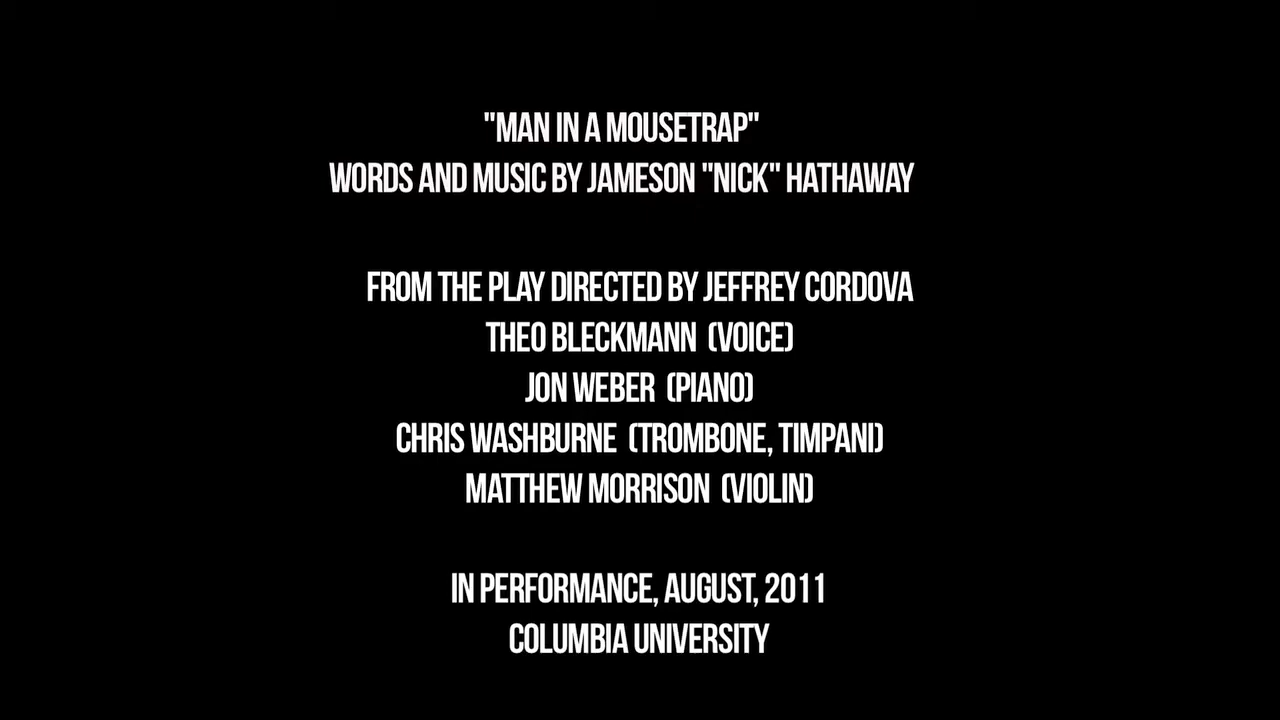 "MAN IN A MOUSETRAP"
WORDS AND MUSIC BY JAMESON "NICK" HATHAWAY
FROM THE PLAY DIRECTED BY JEFFREY CORDOVA
THEO BLECKMANN (VOICE)
JON WEBER (PIANO)
CHRIS WASHBURNE (TROMBONE, TIMPANI)
MATTHEW MORRISON (VIOLIN)
IN PERFORMANCE, AUGUST, 2011
COLUMBIA UNIVERSITY